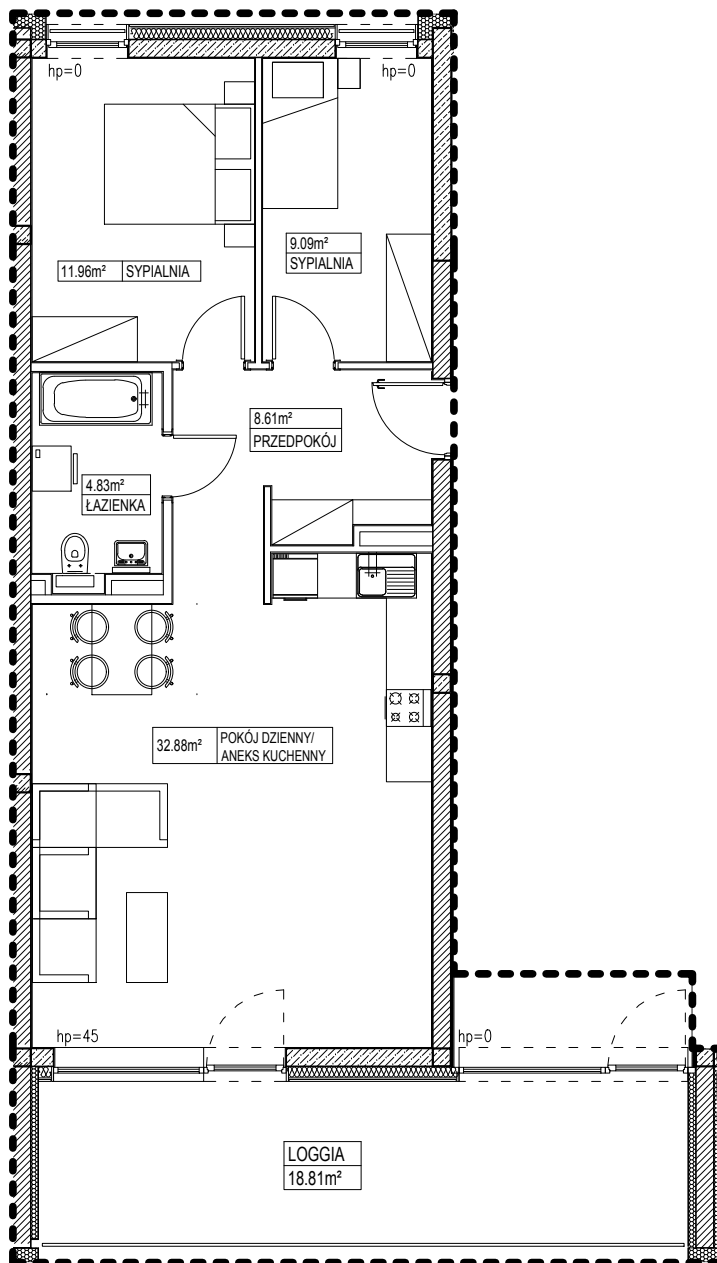 hp=0
hp=0
9.09m²
SYPIALNIA
11.96m² SYPIALNIA
8.61m²
PRZEDPOKÓJ
4.83m²
ŁAZIENKA
32.88m² POKÓJ DZIENNY/
ANEKS KUCHENNY
hp=45
hp=0
LOGGIA
18.81m²